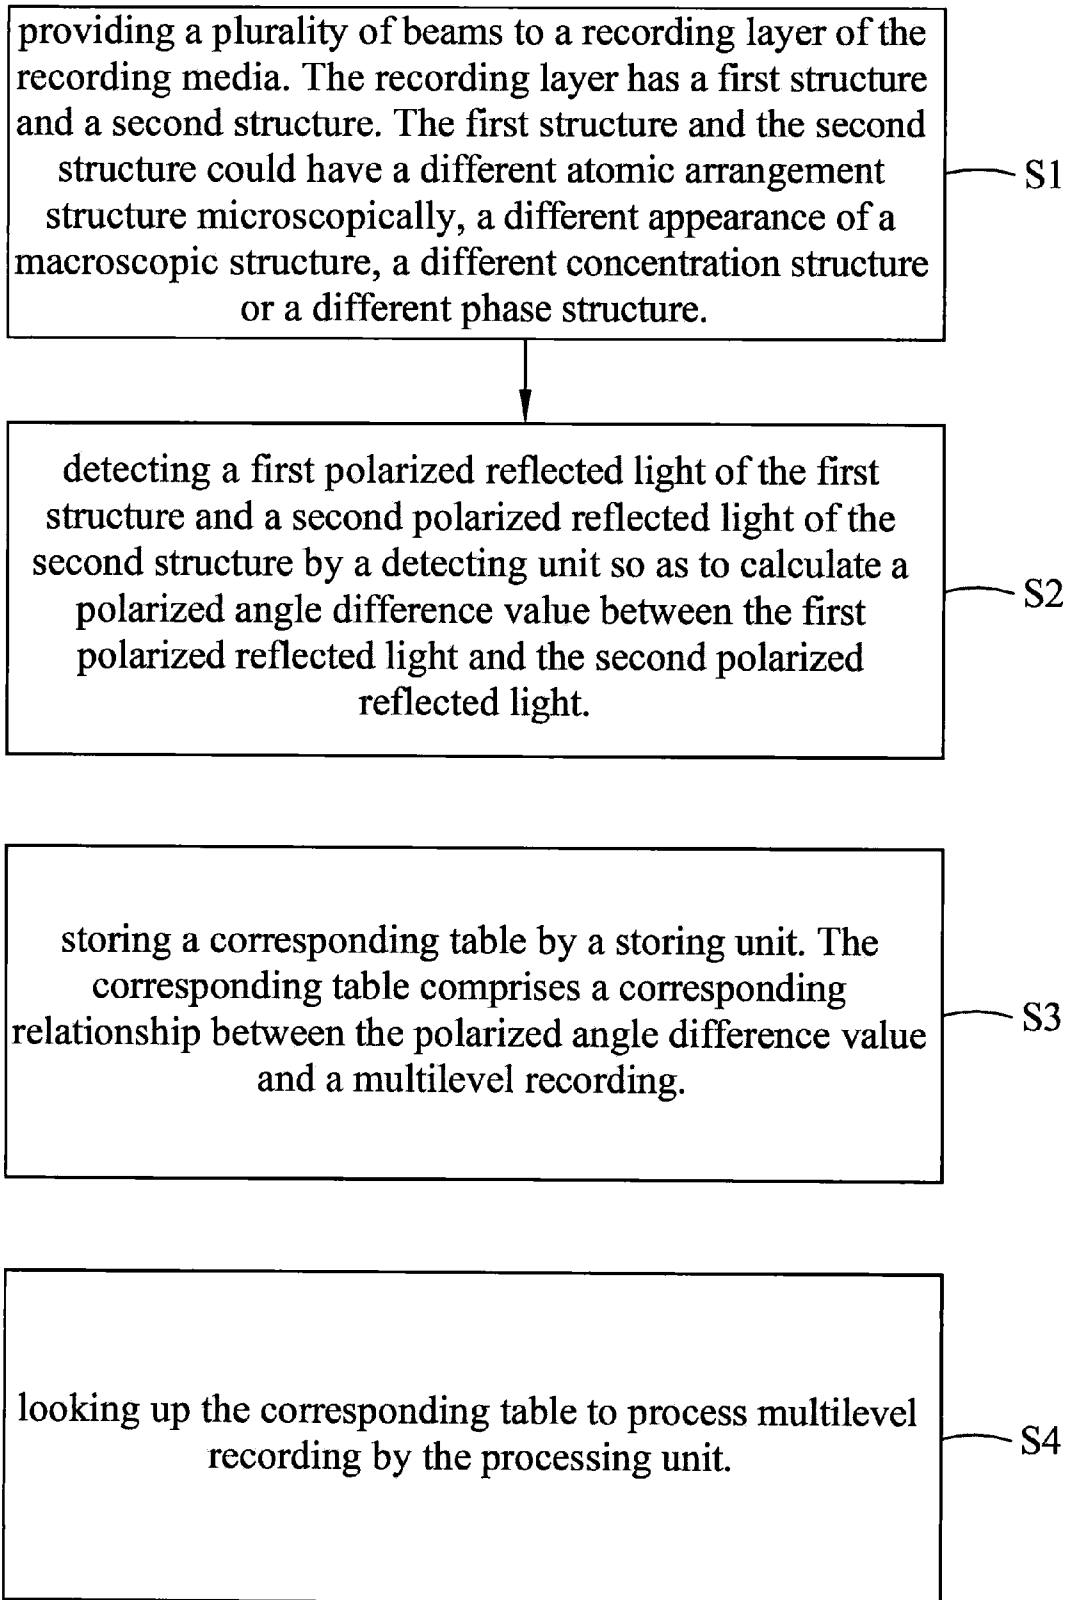 providing a plurality of beams to a recording layer of the
recording media. The recording layer has a first structure
and a second structure. The first structure and the second
structure could have a different atomic arrangement
structure microscopically, a different appearance of a
macroscopic structure, a different concentration structure
or a different phase structure.
S1
detecting a first polarized reflected light of the first
structure and a second polarized reflected light of the
second structure by a detecting unit so as to calculate a
polarized angle difference value between the first
polarized reflected light and the second polarized
reflected light.
S2
storing a corresponding table by a storing unit. The
corresponding table comprises a corresponding
relationship between the polarized angle difference value
and a multilevel recording.
S3
looking up the corresponding table to process multilevel
recording by the processing unit.
S4